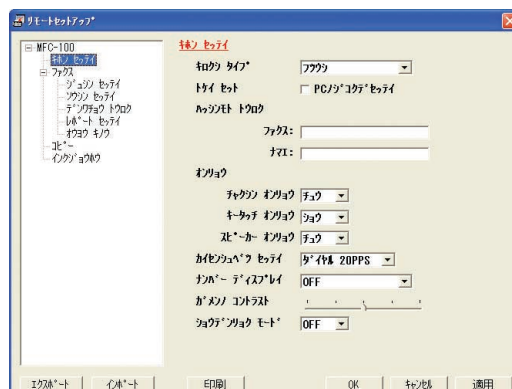 リモートセットアップ
MFC-100
キホン セッテイ
ファクス
ジュシン セッテイ
ソウシン セッテイ
デンワチョウ トウロク
レポート セッテイ
オウヨウ キノウ
コピー
インクジョウホウ
キホン セッテイ
キロクシ タイプ フツウシ
トケイ セット PC/ジコクデセッテイ
ハッシンモト トウロク
ファクス:
ナマエ:
オンリョウ
チャクシン オンリョウ チュウ
キータッチ オンリョウ ショウ
スピーカー オンリョウ チュウ
カイセンシュベツ セッテイ ダイヤル 20PPS
ナンバー ディスプレイ OFF
ガメンノ コントラスト
ショウデンリョク モード OFF
エクスポート インポート 印刷 OK キャンセル 適用